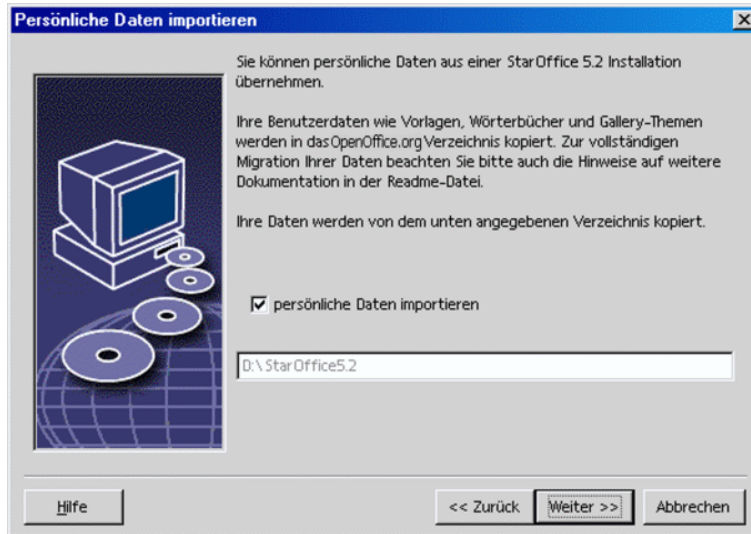 Persönliche Daten importieren
Sie können persönliche Daten aus einer StarOffice 5.2 Installation
übernehmen.
Ihre Benutzerdaten wie Vorlagen, Wörterbücher und Gallery-Themen
werden in das OpenOffice.org Verzeichnis kopiert. Zur vollständigen
Migration Ihrer Daten beachten Sie bitte auch die Hinweise auf weitere
Dokumentation in der Readme-Datei.
Ihre Daten werden von dem unten angegebenen Verzeichnis kopiert.
persönliche Daten importieren
D:\StarOffice5.2
Hilfe
<< Zurück
Weiter >>
Abbrechen